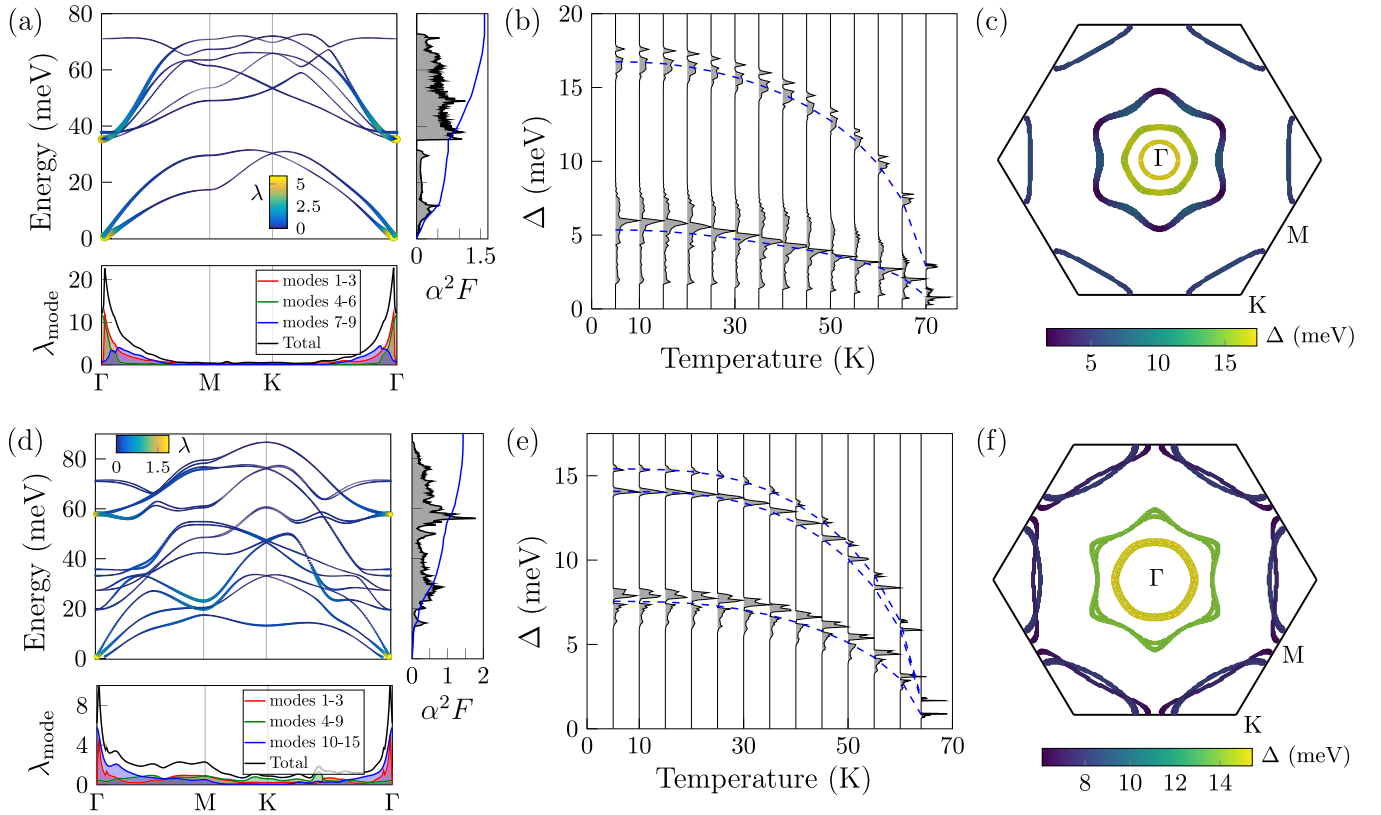 (a)
80
60
40
20
0
Energy (meV)
λ
5
2.5
0
0
1.5
α²F
20
10
0
λmode
modes 1-3
modes 4-6
modes 7-9
Total
Γ
M
K
Γ
(b)
20
15
10
5
0
Δ (meV)
0
10
30
50
70
Temperature (K)
(c)
Γ
M
K
5
10
15
Δ (meV)
(d)
0
1.5
λ
80
60
40
20
0
Energy (meV)
0
1
2
α²F
8
4
0
λmode
modes 1-3
modes 4-9
modes 10-15
Total
Γ
M
K
Γ
(e)
15
10
5
0
Δ (meV)
0
10
30
50
70
Temperature (K)
(f)
Γ
M
K
8
10
12
14
Δ (meV)